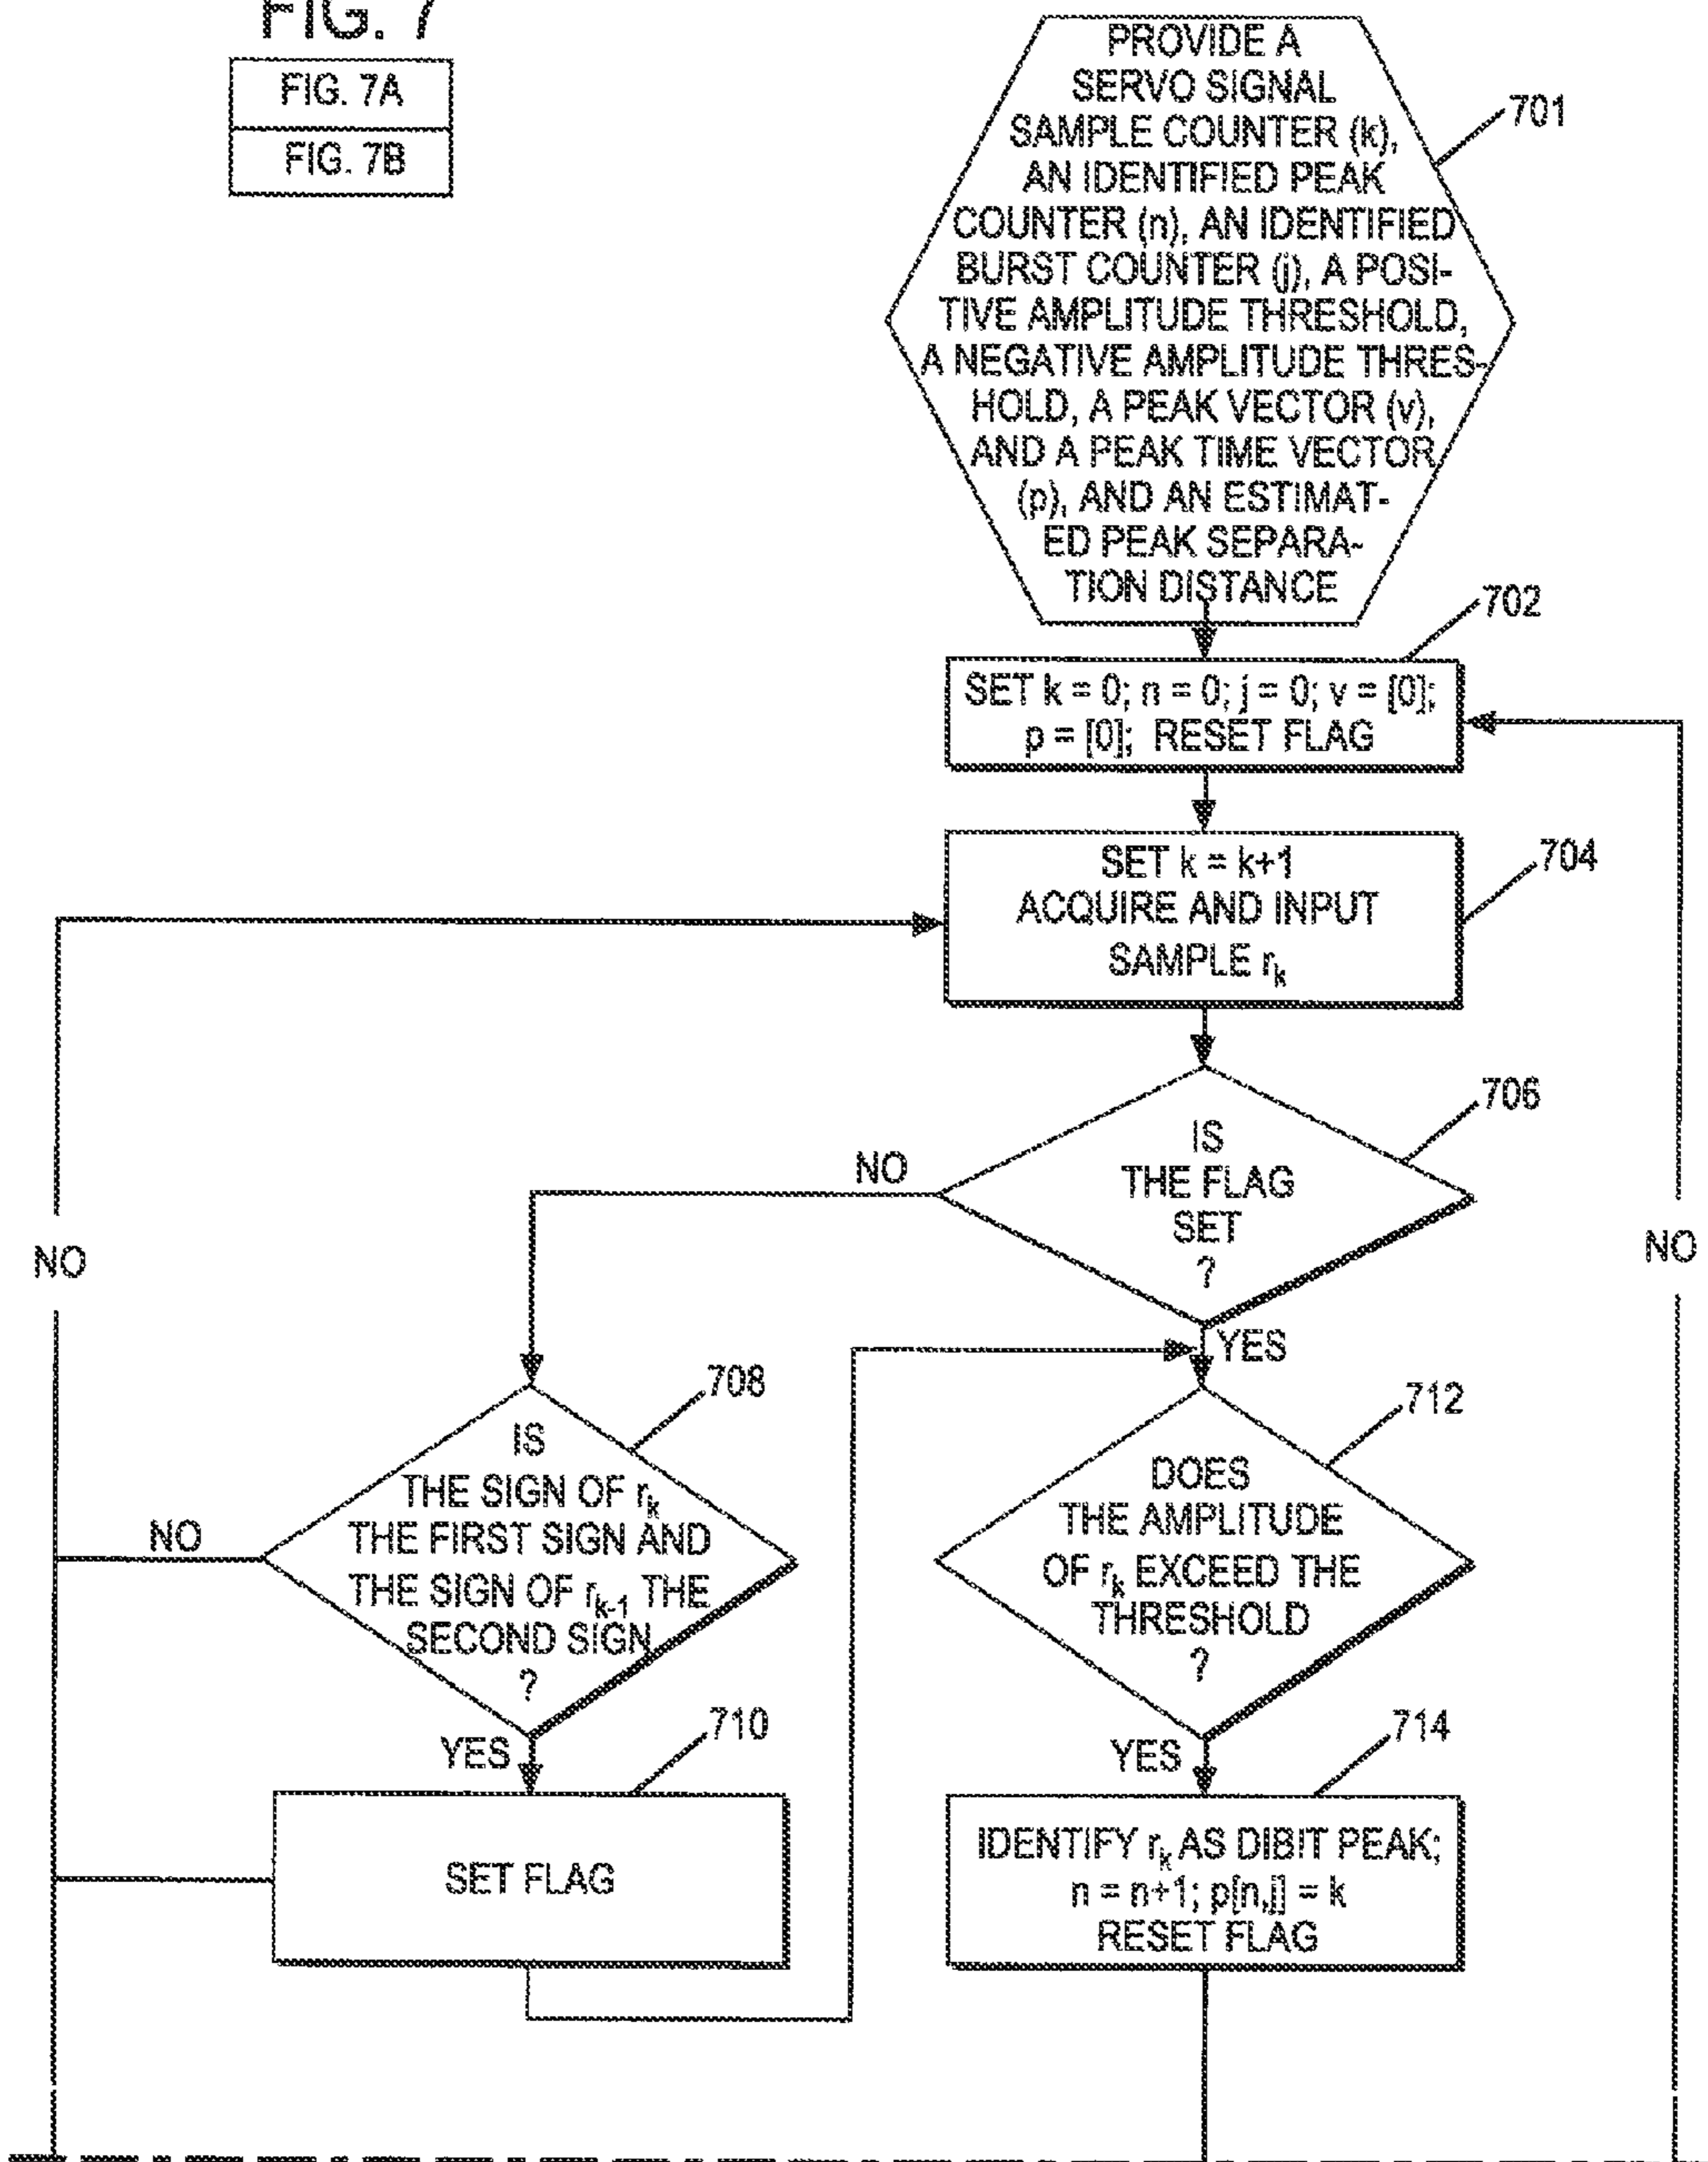 FIG. 7
FIG. 7A
FIG. 7B
PROVIDE A
SERVO SIGNAL
SAMPLE COUNTER (k),
AN IDENTIFIED PEAK
COUNTER (n), AN IDENTIFIED
BURST COUNTER (j), A POSI-
TIVE AMPLITUDE THRESHOLD,
A NEGATIVE AMPLITUDE THRES-
HOLD, A PEAK VECTOR (v),
AND A PEAK TIME VECTOR
(p), AND AN ESTIMAT-
ED PEAK SEPARA-
TION DISTANCE
701
702
SET k = 0; n = 0; j = 0; v = [0];
p = [0]; RESET FLAG
SET k = k+1
ACQUIRE AND INPUT
SAMPLE rk
704
706
IS
THE FLAG
SET
?
NO
NO
NO
YES
708
IS
THE SIGN OF rk
THE FIRST SIGN AND
THE SIGN OF rk-1 THE
SECOND SIGN
?
NO
712
DOES
THE AMPLITUDE
OF rk EXCEED THE
THRESHOLD
?
YES
710
SET FLAG
YES
714
IDENTIFY rk AS DIBIT PEAK;
n = n+1; p[n,j] = k
RESET FLAG